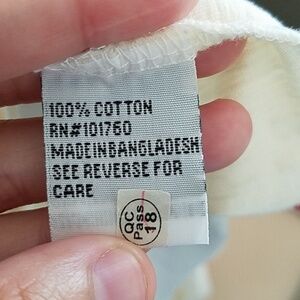 100% COTTON
RN#101760
MADEINBANGLADESH
SEE REVERSE FOR
CARE
QC
Pass
18